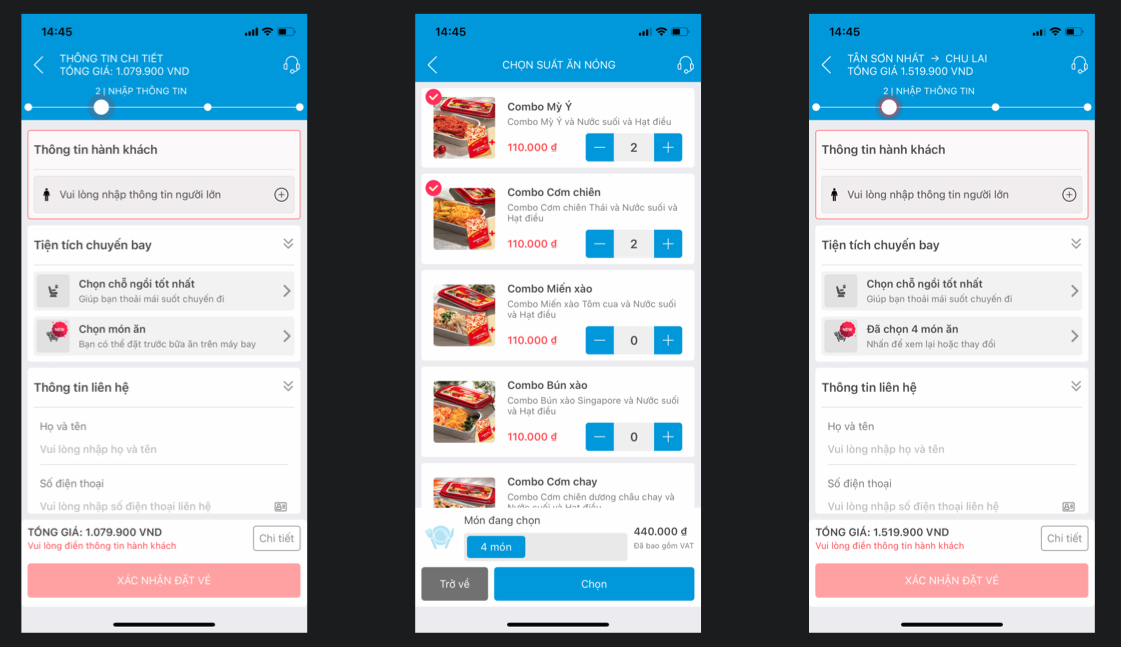 14:45
THÔNG TIN CHI TIẾT
TỔNG GIÁ: 1.079.900 VND
2 | NHẬP THÔNG TIN
Thông tin hành khách
Vui lòng nhập thông tin người lớn
Tiện tích chuyến bay
Chọn chỗ ngồi tốt nhất
Giúp bạn thoải mái suốt chuyến đi
NEW
Chọn món ăn
Bạn có thể đặt trước bữa ăn trên máy bay
Thông tin liên hệ
Họ và tên
Vui lòng nhập họ và tên
Số điện thoại
Vui lòng nhập số điện thoại liên hệ
TỔNG GIÁ: 1.079.900 VND
Vui lòng điền thông tin hành khách
Chi tiết
XÁC NHẬN ĐẶT VÉ
14:45
CHỌN SUẤT ĂN NÓNG
Combo Mỳ Ý
Combo Mỳ Ý và Nước suối và Hạt điều
110.000 đ
2
Combo Cơm chiên
Combo Cơm chiên Thái và Nước suối và
Hạt điều
110.000 đ
2
Combo Miến xào
Combo Miến xào Tôm cua và Nước suối
và Hạt điều
110.000 đ
0
Combo Bún xào
Combo Bún xào Singapore và Nước suối
và Hạt điều
110.000 đ
0
Combo Cơm chay
Combo Cơm chiên dương châu chay và
Nước suối và Hạt điều
Món đang chọn
4 món
440.000 đ
Đã bao gồm VAT
Trở về
Chọn
14:45
TÂN SƠN NHẤT → CHU LAI
TỔNG GIÁ 1.519.900 VND
2 | NHẬP THÔNG TIN
Thông tin hành khách
Vui lòng nhập thông tin người lớn
Tiện tích chuyến bay
Chọn chỗ ngồi tốt nhất
Giúp bạn thoải mái suốt chuyến đi
NEW
Đã chọn 4 món ăn
Nhấn để xem lại hoặc thay đổi
Thông tin liên hệ
Họ và tên
Vui lòng nhập họ và tên
Số điện thoại
Vui lòng nhập số điện thoại liên hệ
TỔNG GIÁ: 1.519.900 VND
Vui lòng điền thông tin hành khách
Chi tiết
XÁC NHẬN ĐẶT VÉ